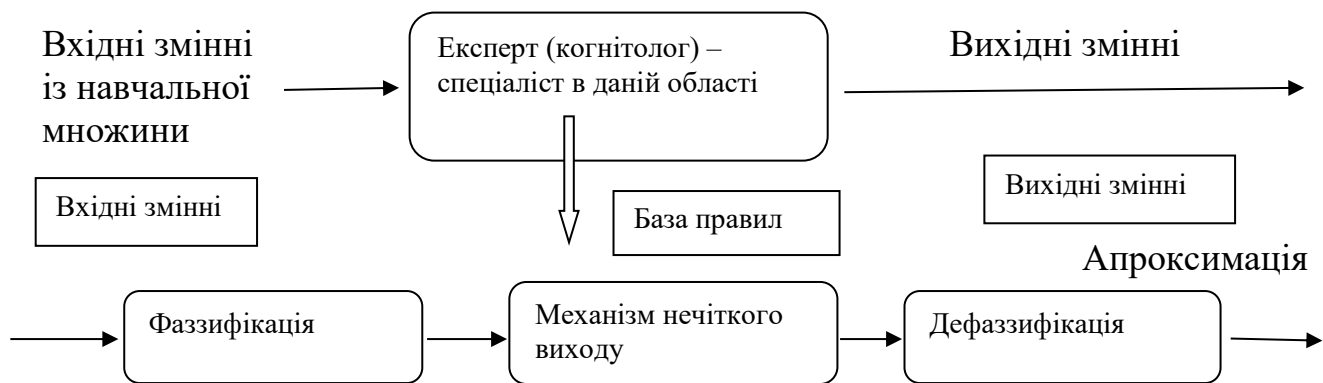 Вхідні змінні
із навчальної
множини
Експерт (когнітолог) –
спеціаліст в даній області
Вихідні змінні
Вхідні змінні
База правил
Вихідні змінні
Апроксимація
Фаззифікація
Механізм нечіткого
виходу
Дефаззифікація